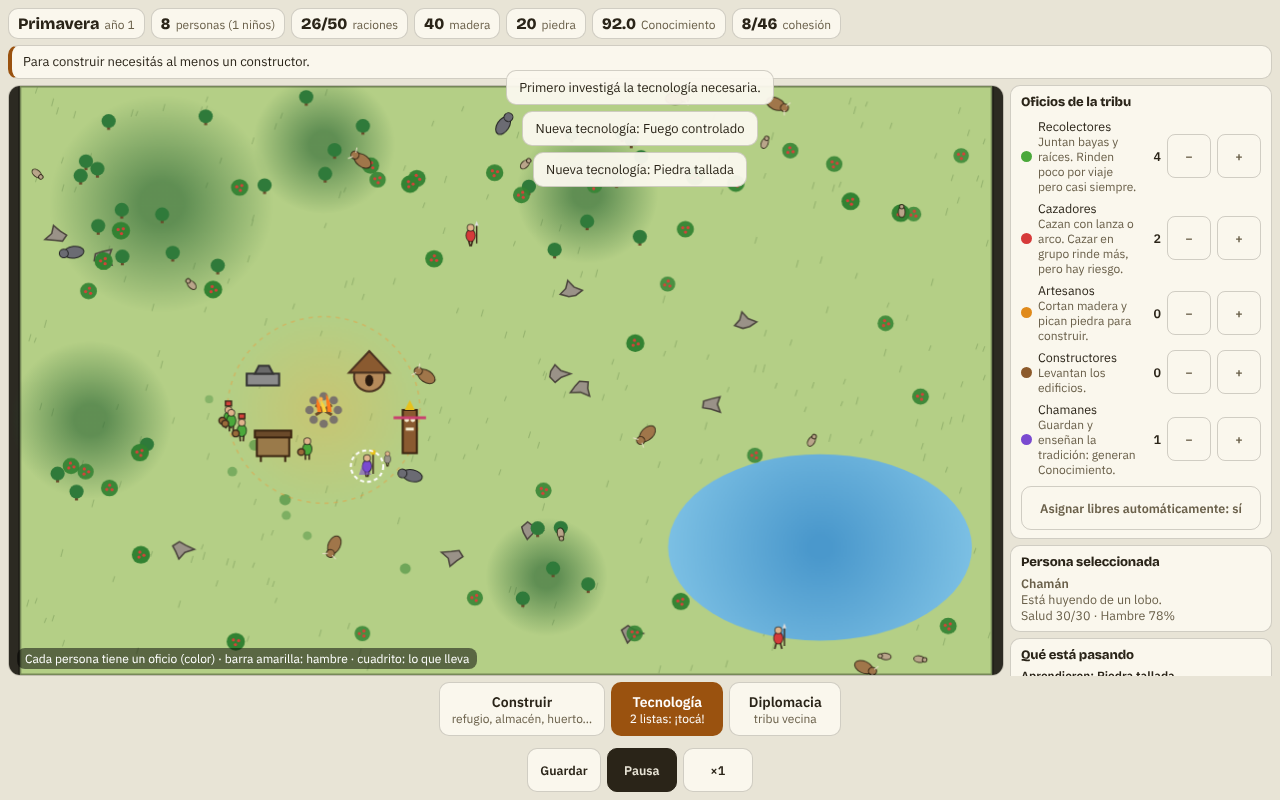 Primavera año 1
8 personas (1 niños)
26/50 raciones
40 madera
20 piedra
92.0 Conocimiento
8/46 cohesión
Para construir necesitás al menos un constructor.
Primero investigá la tecnología necesaria.
Nueva tecnología: Fuego controlado
Nueva tecnología: Piedra tallada
Cada persona tiene un oficio (color) · barra amarilla: hambre · cuadrito: lo que lleva
Oficios de la tribu
Recolectores
Juntan bayas y
raíces. Rinden
poco por viaje
pero casi siempre.
4 − +
Cazadores
Cazan con lanza o
arco. Cazar en
grupo rinde más,
pero hay riesgo.
2 − +
Artesanos
Cortan madera y
pican piedra para
construir.
0 − +
Constructores
Levantan los
edificios.
0 − +
Chamanes
Guardan y
enseñan la
tradición: generan
Conocimiento.
1 − +
Asignar libres automáticamente: sí
Persona seleccionada
Chamán
Está huyendo de un lobo.
Salud 30/30 · Hambre 78%
Qué está pasando
Aprendieron: Piedra tallada
Construir
refugio, almacén, huerto...
Tecnología
2 listas: ¡tocá!
Diplomacia
tribu vecina
Guardar
Pausa
×1